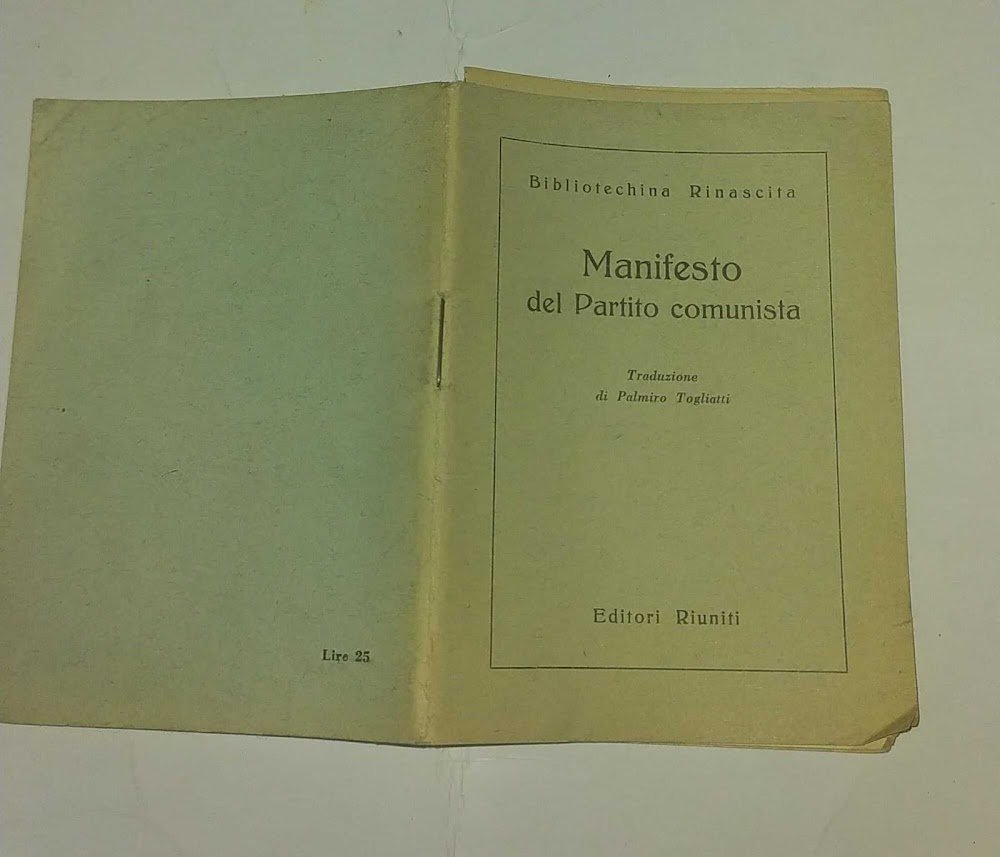 Bibliotechina Rinascita
Manifesto
del Partito comunista
Traduzione
di Palmiro Togliatti
Editori Riuniti
Lire 25